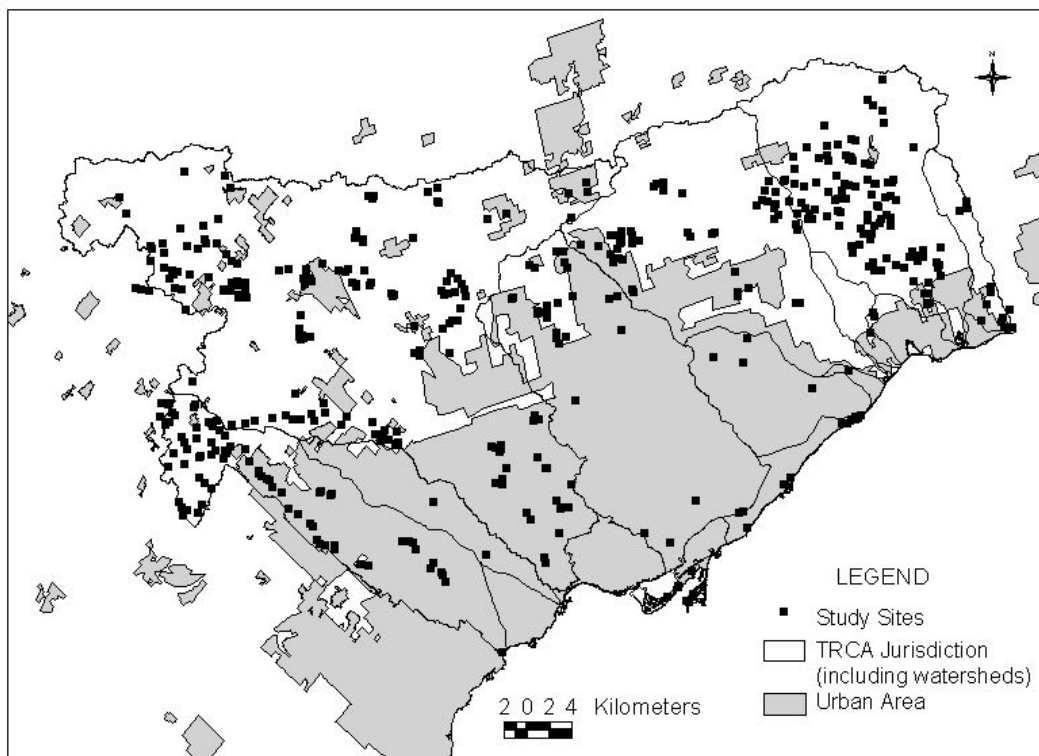 N
LEGEND
Study Sites
TRCA Jurisdiction
(including watersheds)
Urban Area
2 0 2 4 Kilometers